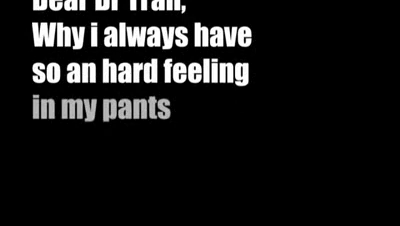 Dear Dr Tran,
Why i always have
so an hard feeling
in my pants